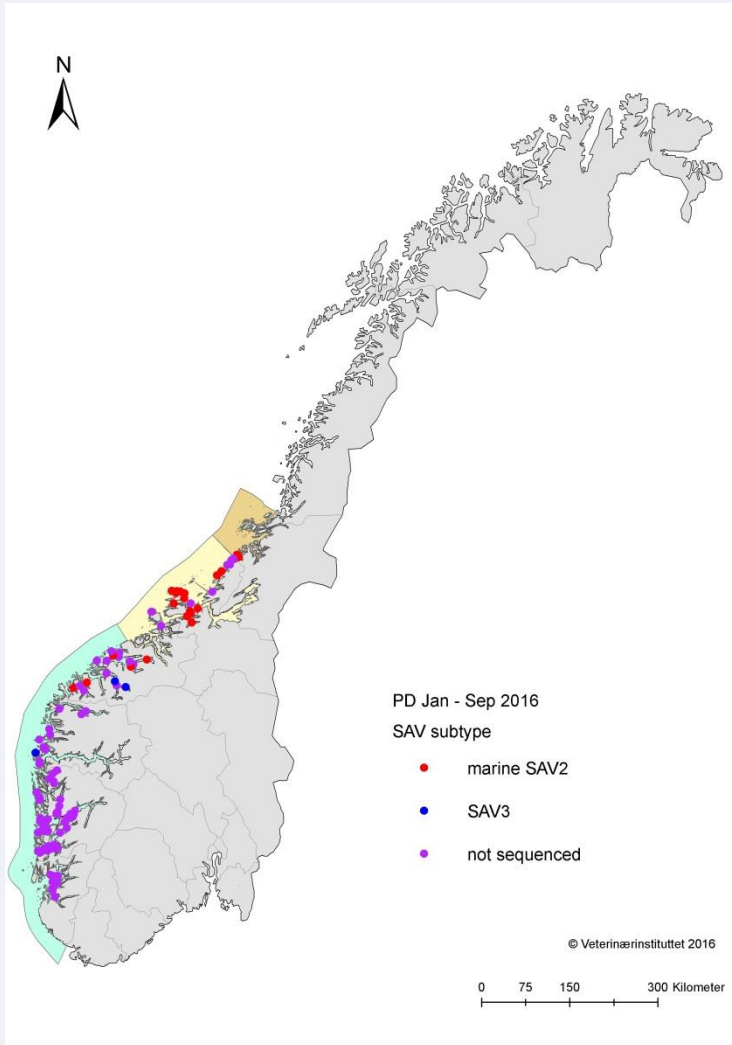 N
PD Jan - Sep 2016
SAV subtype
marine SAV2
SAV3
not sequenced
© Veterinærinstituttet 2016
0 75 150 300 Kilometer